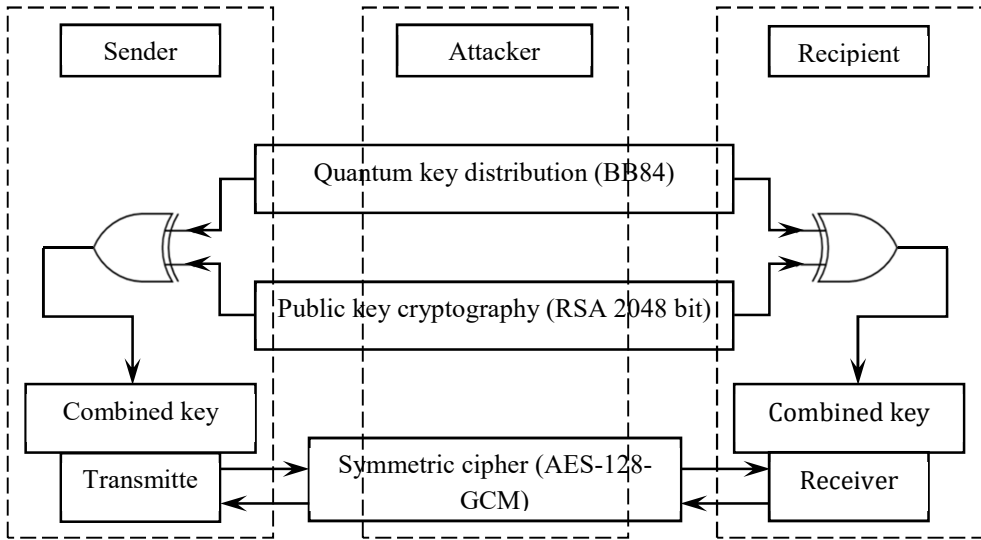 Sender
Attacker
Recipient
Quantum key distribution (BB84)
Public key cryptography (RSA 2048 bit)
Combined key
Combined key
Transmitte
Symmetric cipher (AES-128-
GCM)
Receiver